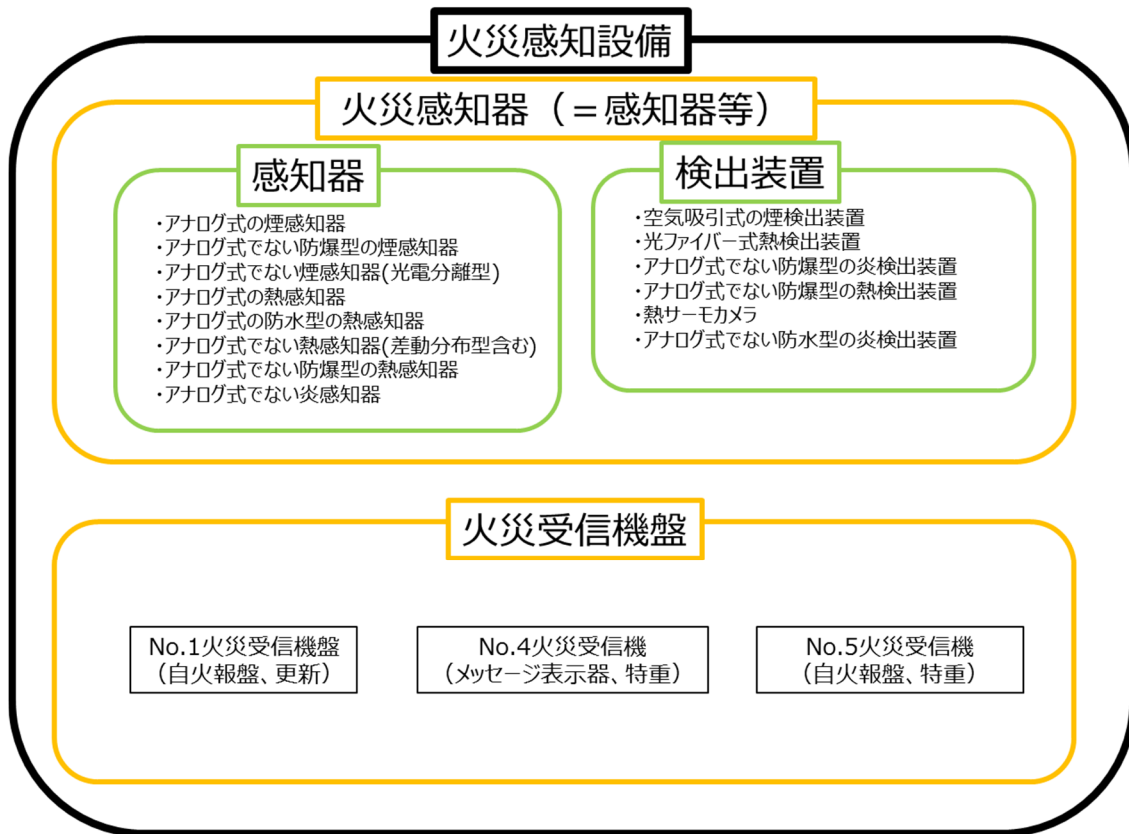 火災感知設備
火災感知器(=感知器等)
感知器
・アナログ式の煙感知器
・アナログ式でない防爆型の煙感知器
・アナログ式でない煙感知器(光電分離型)
・アナログ式の熱感知器
・アナログ式の防水型の熱感知器
・アナログ式でない熱感知器(差動分布型含む)
・アナログ式でない防爆型の熱感知器
・アナログ式でない炎感知器
検出装置
・空気吸引式の煙検出装置
・光ファイバー式熱検出装置
・アナログ式でない防爆型の炎検出装置
・アナログ式でない防爆型の熱検出装置
・熱サーモカメラ
・アナログ式でない防水型の炎検出装置
火災受信機盤
No.1火災受信機盤
(自火報盤、更新)
No.4火災受信機
(メッセージ表示器、特重)
No.5火災受信機
(自火報盤、特重)